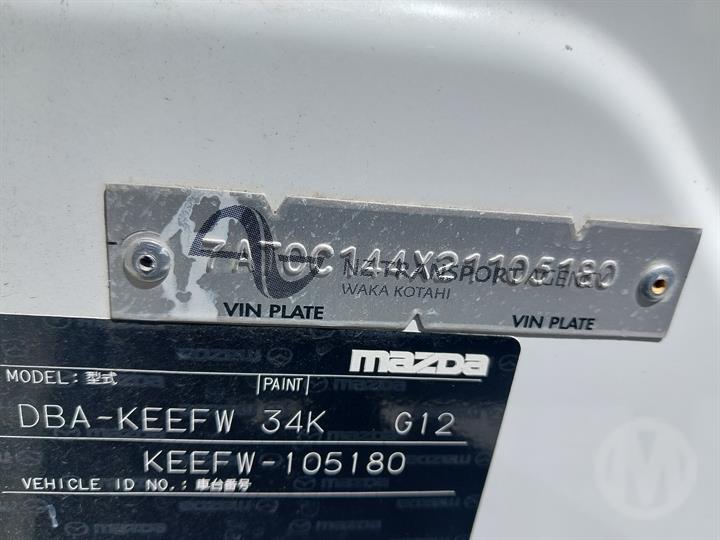 7AT0C144X21105180
NZ TRANSPORT AGENCY
WAKA KOTAHI
VIN PLATE VIN PLATE
mazda
MODEL: 型式 PAINT
DBA-KEEFW 34K G12
KEEFW-105180
VEHICLE ID NO.: 車台番号
M